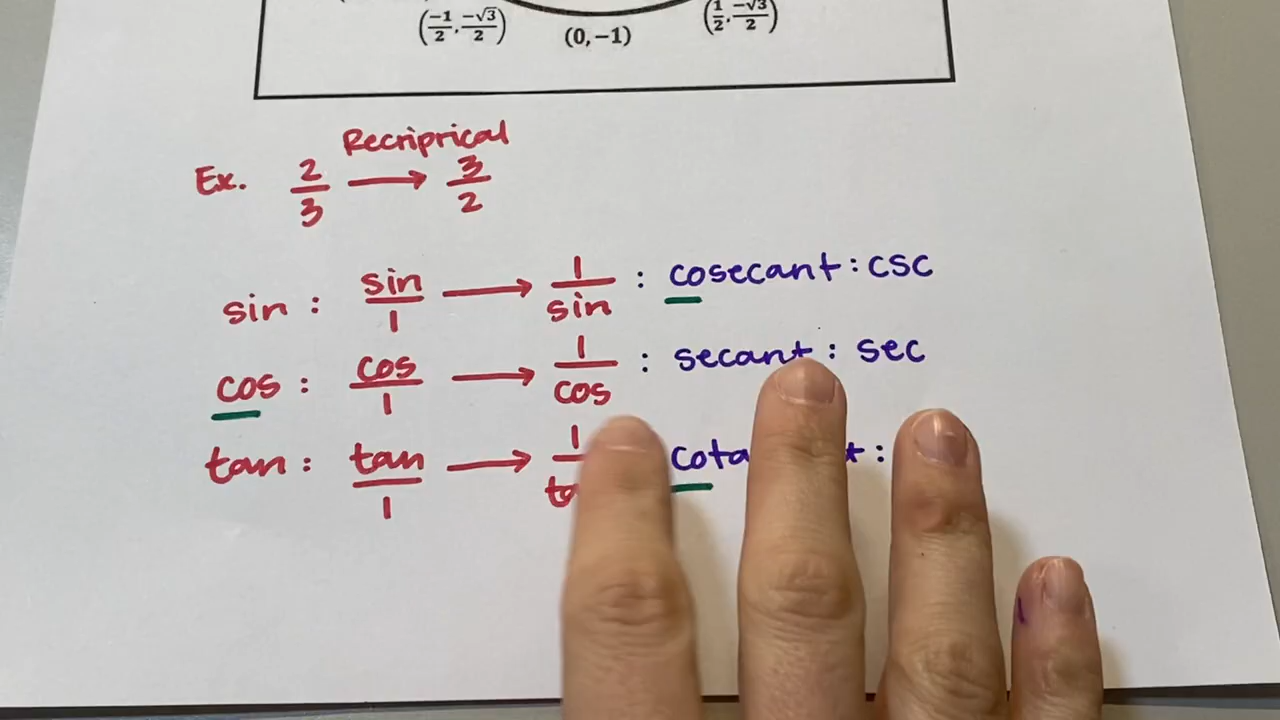 (-1/2, -√3/2) (0, -1) (1/2, -√3/2)
Recriprical
Ex. 2/3 → 3/2
sin : sin/1 → 1/sin : cosecant : csc
cos : cos/1 → 1/cos : secant : sec
tan : tan/1 → 1/